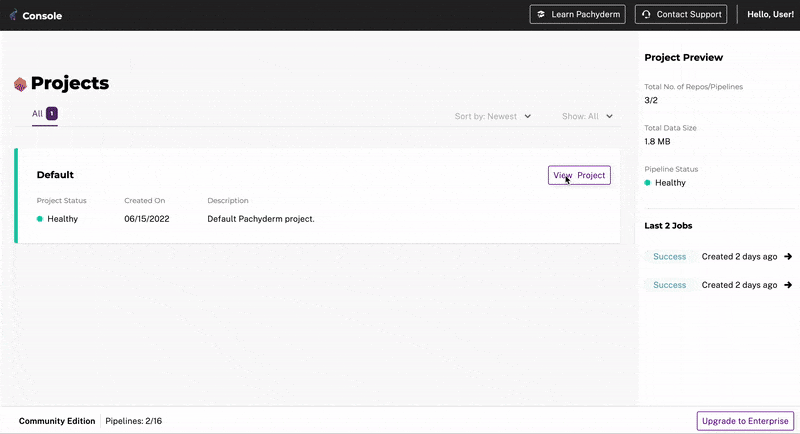 Console
Learn Pachyderm
Contact Support
Hello, User!
Projects
All 1
Sort by: Newest
Show: All
Default
View Project
Project Status
Created On
Description
Healthy
06/15/2022
Default Pachyderm project.
Project Preview
Total No. of Repos/Pipelines
3/2
Total Data Size
1.8 MB
Pipeline Status
Healthy
Last 2 Jobs
Success Created 2 days ago
Success Created 2 days ago
Community Edition
Pipelines: 2/16
Upgrade to Enterprise